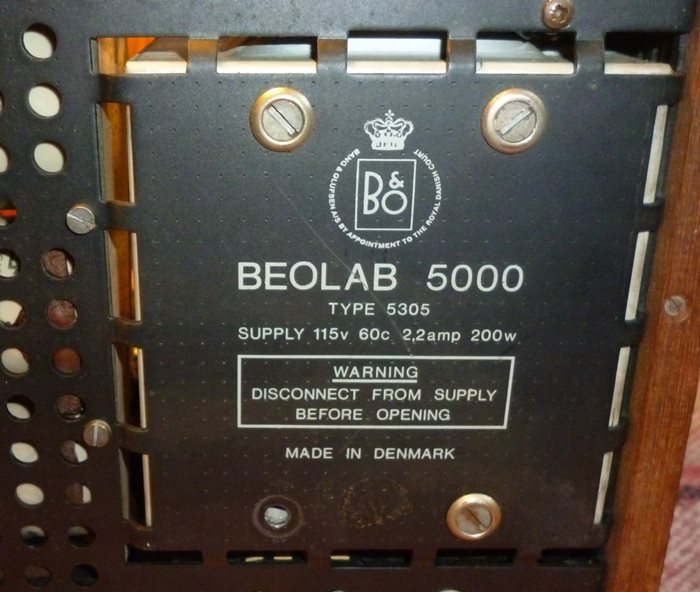 BANG & OLUFSEN A/S BY APPOINTMENT TO THE ROYAL DANISH COURT
B&O
BEOLAB 5000
TYPE 5305
SUPPLY 115v 60c 2,2amp 200w
WARNING
DISCONNECT FROM SUPPLY
BEFORE OPENING
MADE IN DENMARK